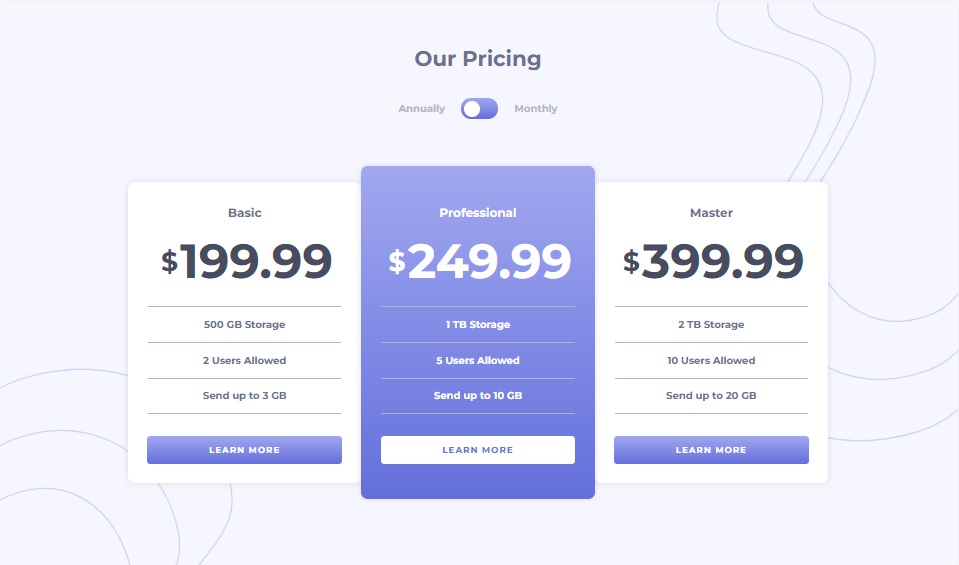 Our Pricing
Annually Monthly
Basic
$199.99
500 GB Storage
2 Users Allowed
Send up to 3 GB
LEARN MORE
Professional
$249.99
1 TB Storage
5 Users Allowed
Send up to 10 GB
LEARN MORE
Master
$399.99
2 TB Storage
10 Users Allowed
Send up to 20 GB
LEARN MORE